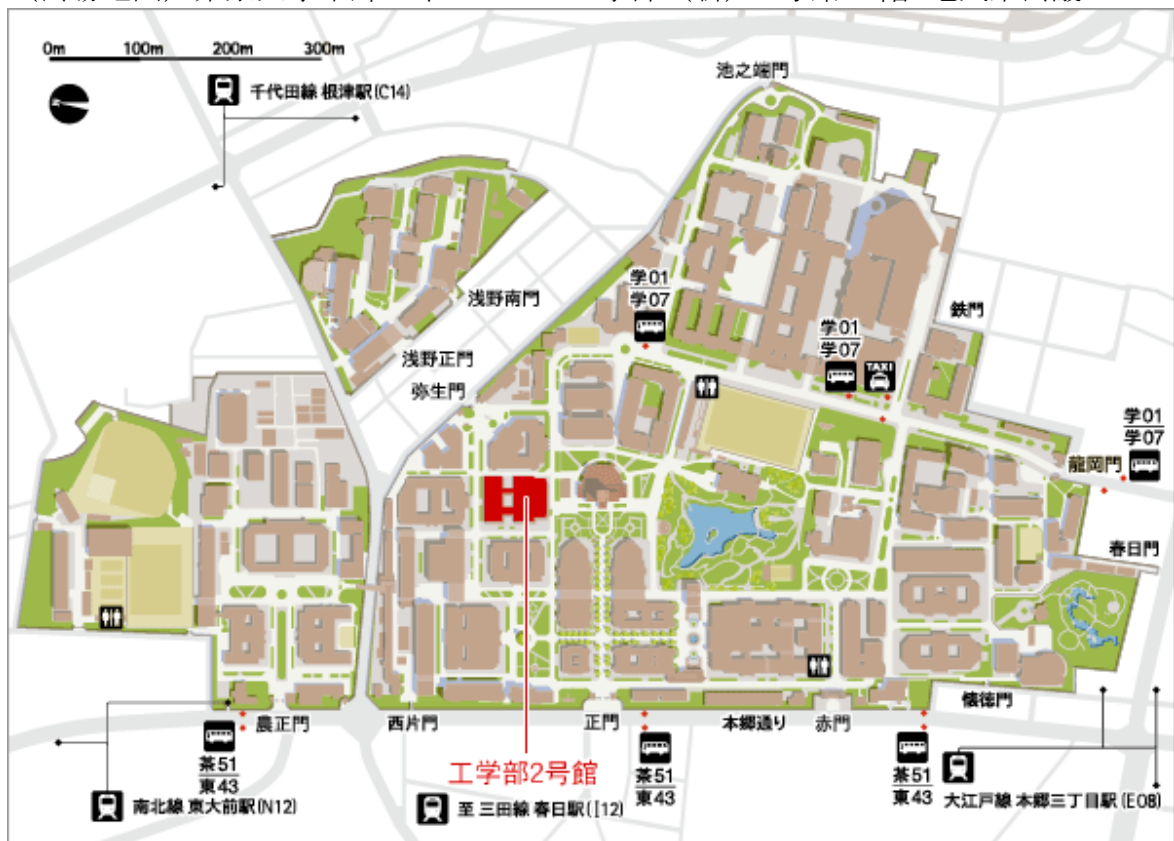 0m 100m 200m 300m
池之端門
千代田線 根津駅(C14)
学01
学07
浅野南門
鉄門
学01
学07
TAXI
浅野正門
弥生門
学01
学07
龍岡門
春日門
懐徳門
農正門
西片門
正門
本郷通り
赤門
茶51
東43
工学部2号館
茶51
東43
茶51
東43
南北線 東大前駅(N12)
至 三田線 春日駅(I12)
大江戸線 本郷三丁目駅(E08)